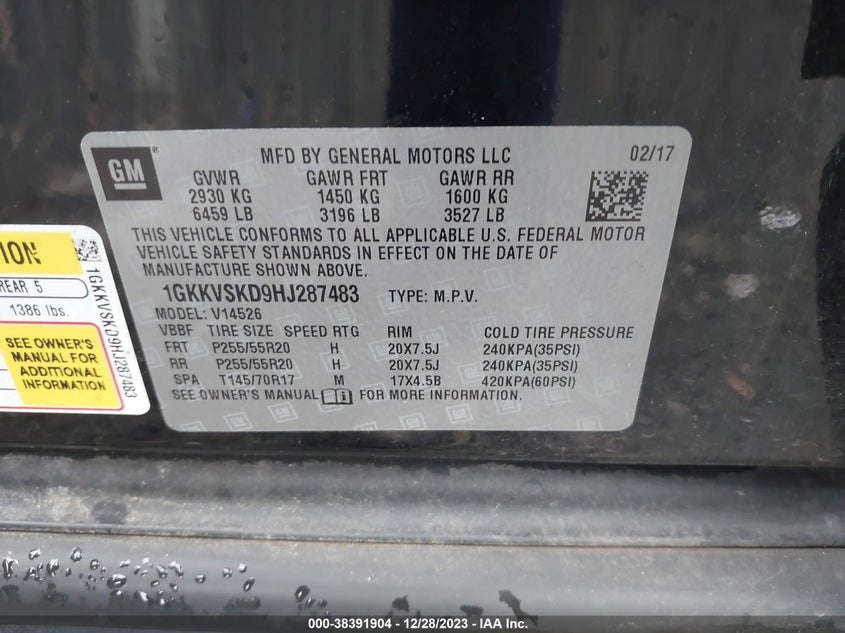 GM
MFD BY GENERAL MOTORS LLC 02/17
GVWR GAWR FRT GAWR RR
2930 KG 1450 KG 1600 KG
6459 LB 3196 LB 3527 LB
THIS VEHICLE CONFORMS TO ALL APPLICABLE U.S. FEDERAL MOTOR
VEHICLE SAFETY STANDARDS IN EFFECT ON THE DATE OF
MANUFACTURE SHOWN ABOVE.
1GKKVSKD9HJ287483 TYPE: M.P.V.
MODEL: V14526
VBBF TIRE SIZE SPEED RTG RIM COLD TIRE PRESSURE
FRT P255/55R20 H 20X7.5J 240KPA(35PSI)
RR P255/55R20 H 20X7.5J 240KPA(35PSI)
SPA T145/70R17 M 17X4.5B 420KPA(60PSI)
SEE OWNER'S MANUAL FOR MORE INFORMATION.
ION
REAR 5
1386 lbs.
SEE OWNER'S
MANUAL FOR
ADDITIONAL
INFORMATION
1GKKVSKD9HJ287483
000-38391904 - 12/28/2023 - IAA Inc.